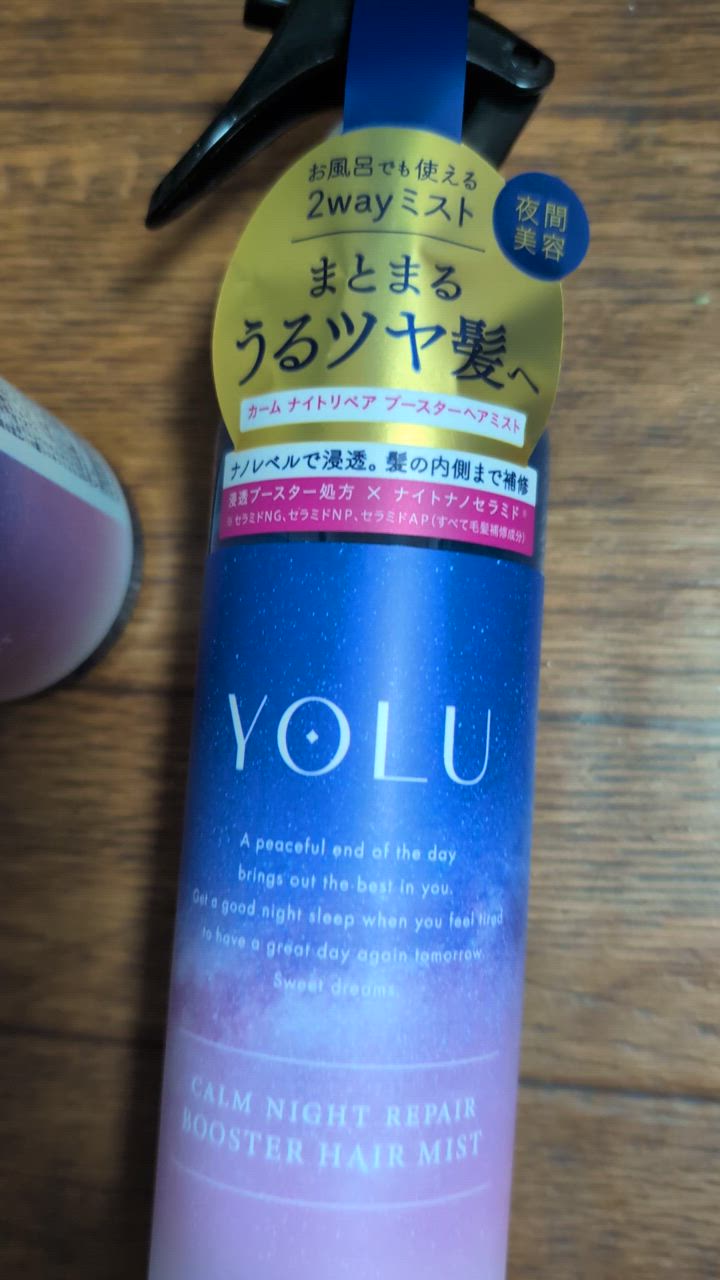 お風呂でも使える
2wayミスト
夜間
美容
まとまる
うるツヤ髪へ
カーム ナイトリペア ブースターヘアミスト
ナノレベルで浸透。髪の内側まで補修
浸透ブースター処方 × ナイトナノセラミド※
※セラミドNG、セラミドNP、セラミドAP(すべて毛髪補修成分)
YOLU
A peaceful end of the day
brings out the best in you.
Get a good night sleep when you feel tired
to have a great day again tomorrow.
Sweet dreams.
CALM NIGHT REPAIR
BOOSTER HAIR MIST